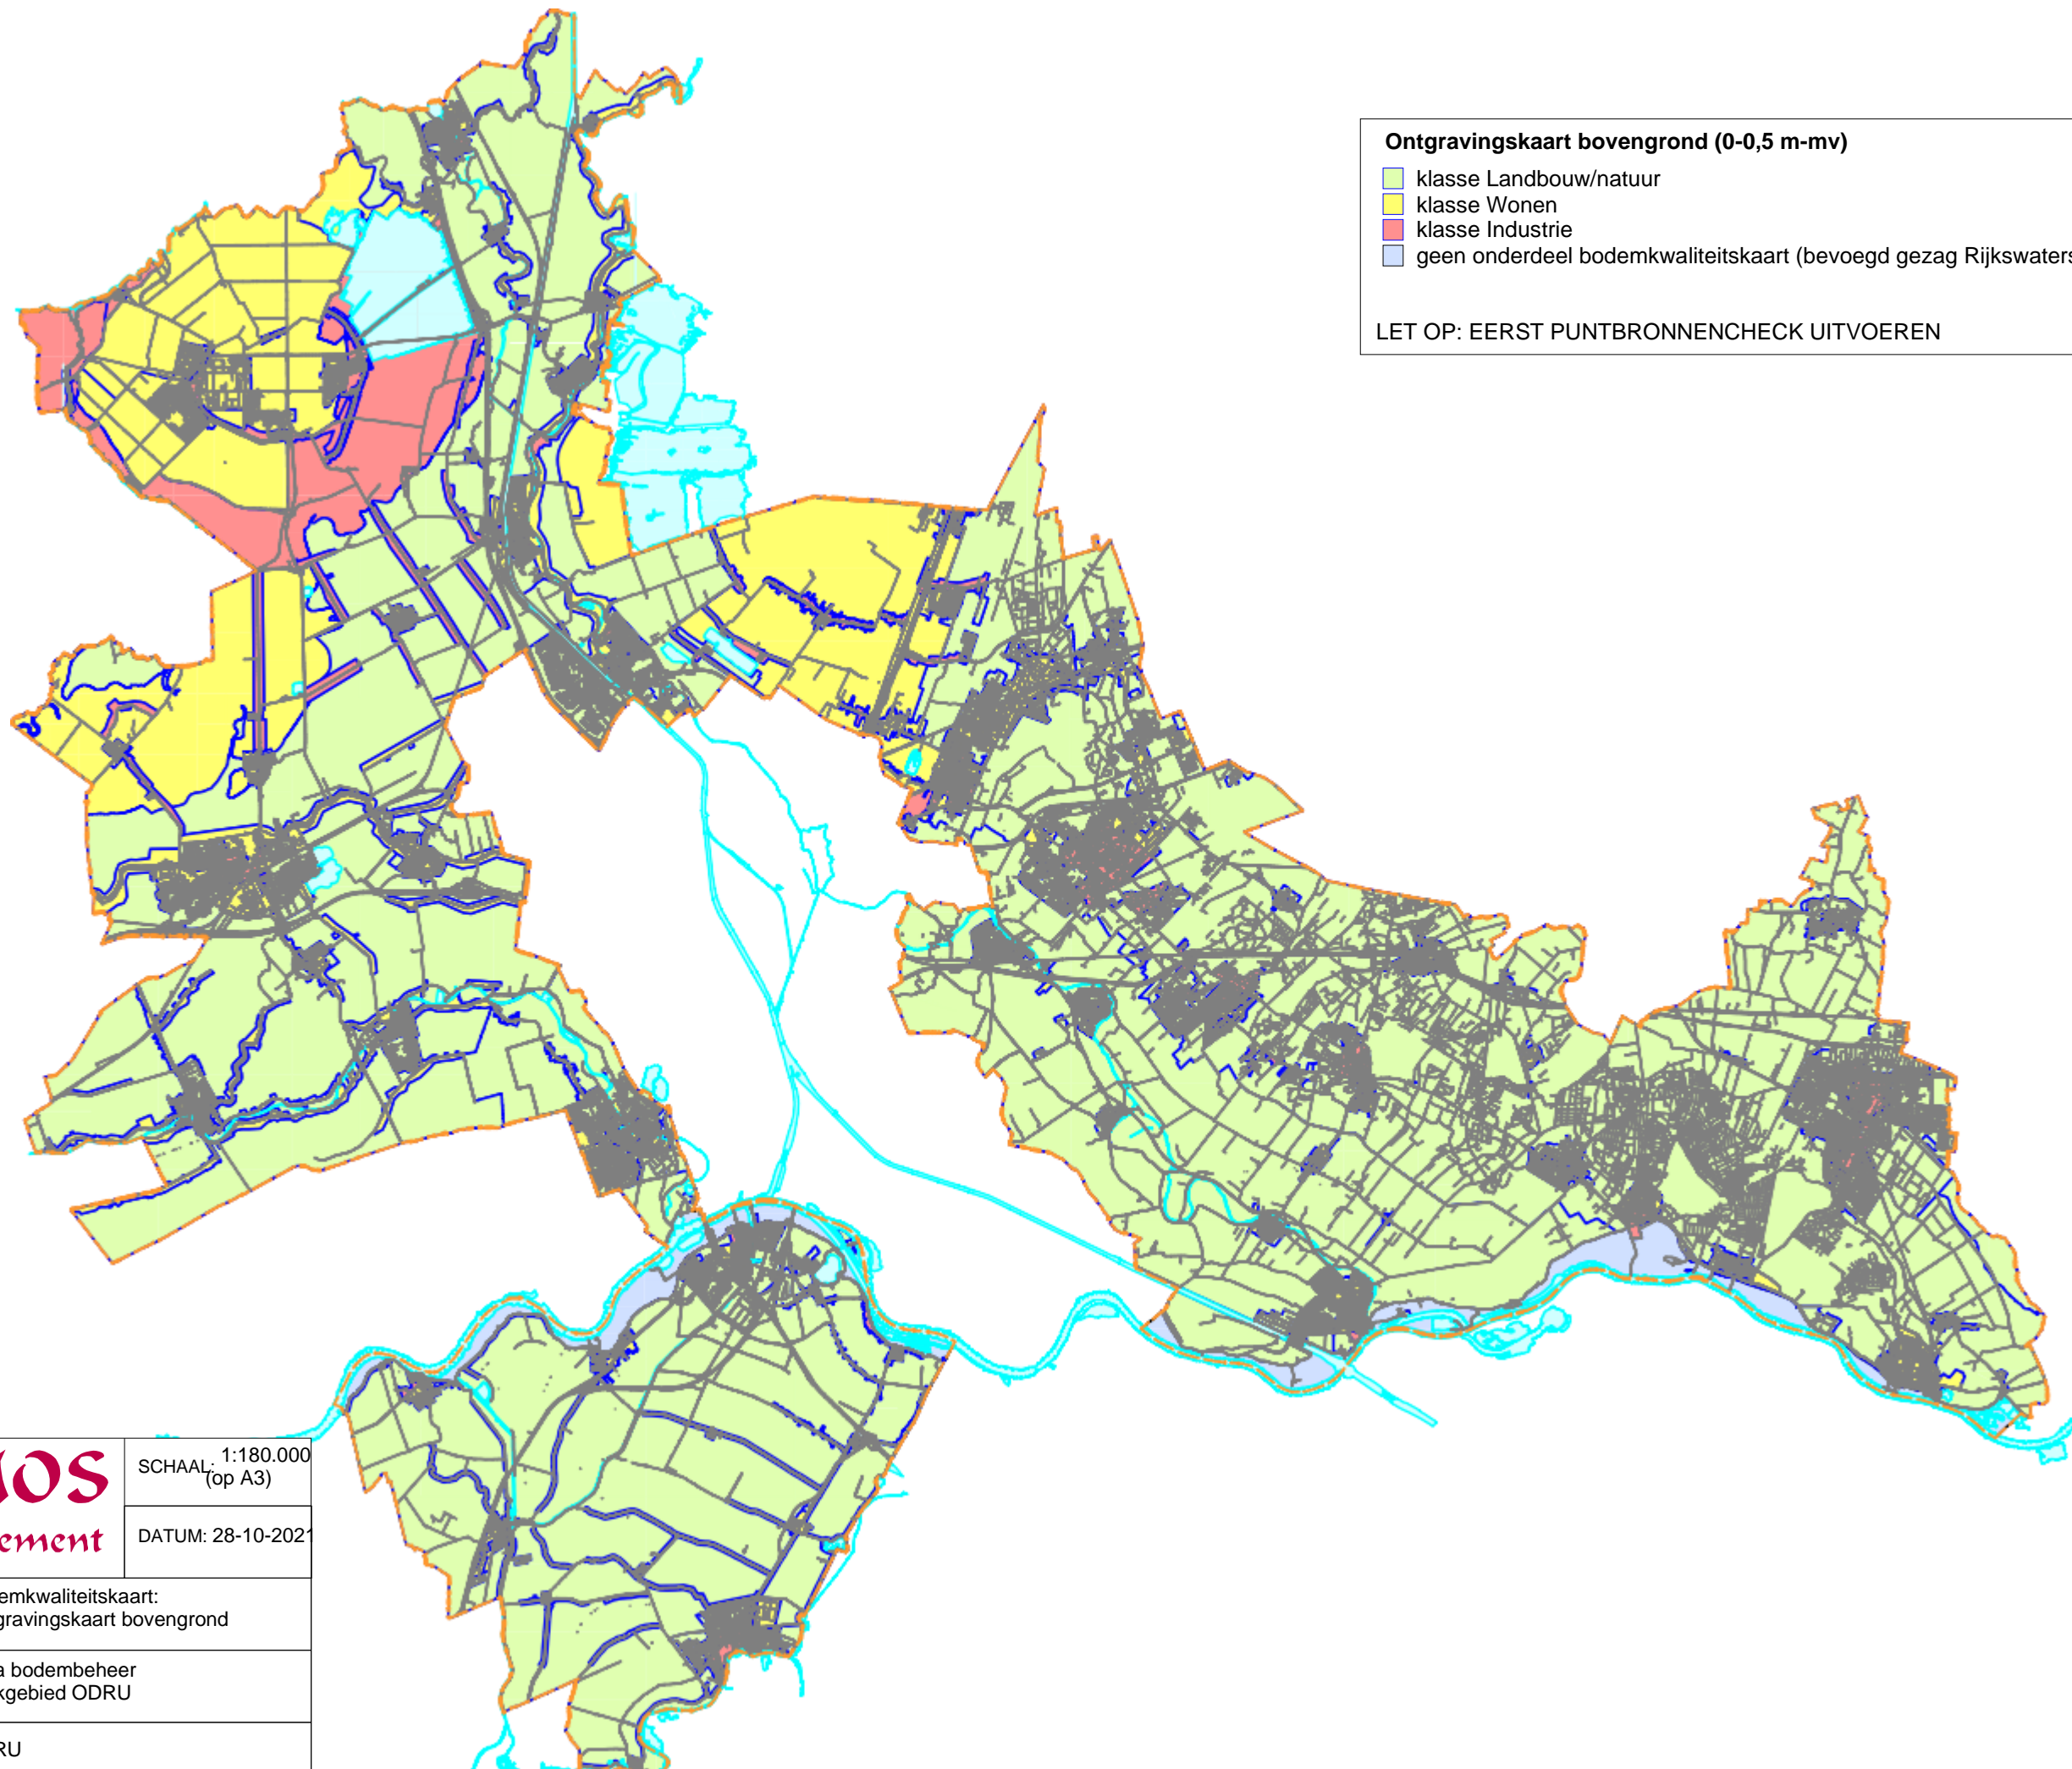 Ontgravingskaart bovengrond (0-0,5 m-mv)
klasse Landbouw/natuur
klasse Wonen
klasse Industrie
geen onderdeel bodemkwaliteitskaart (bevoegd gezag Rijkswaters
LET OP: EERST PUNTBRONNENCHECK UITVOEREN
SCHAAL: 1:180.000
(op A3)
os
ement
DATUM: 28-10-2021
emkwaliteitskaart:
gravingskaart bovengrond
a bodembeheer
kgebied ODRU
RU